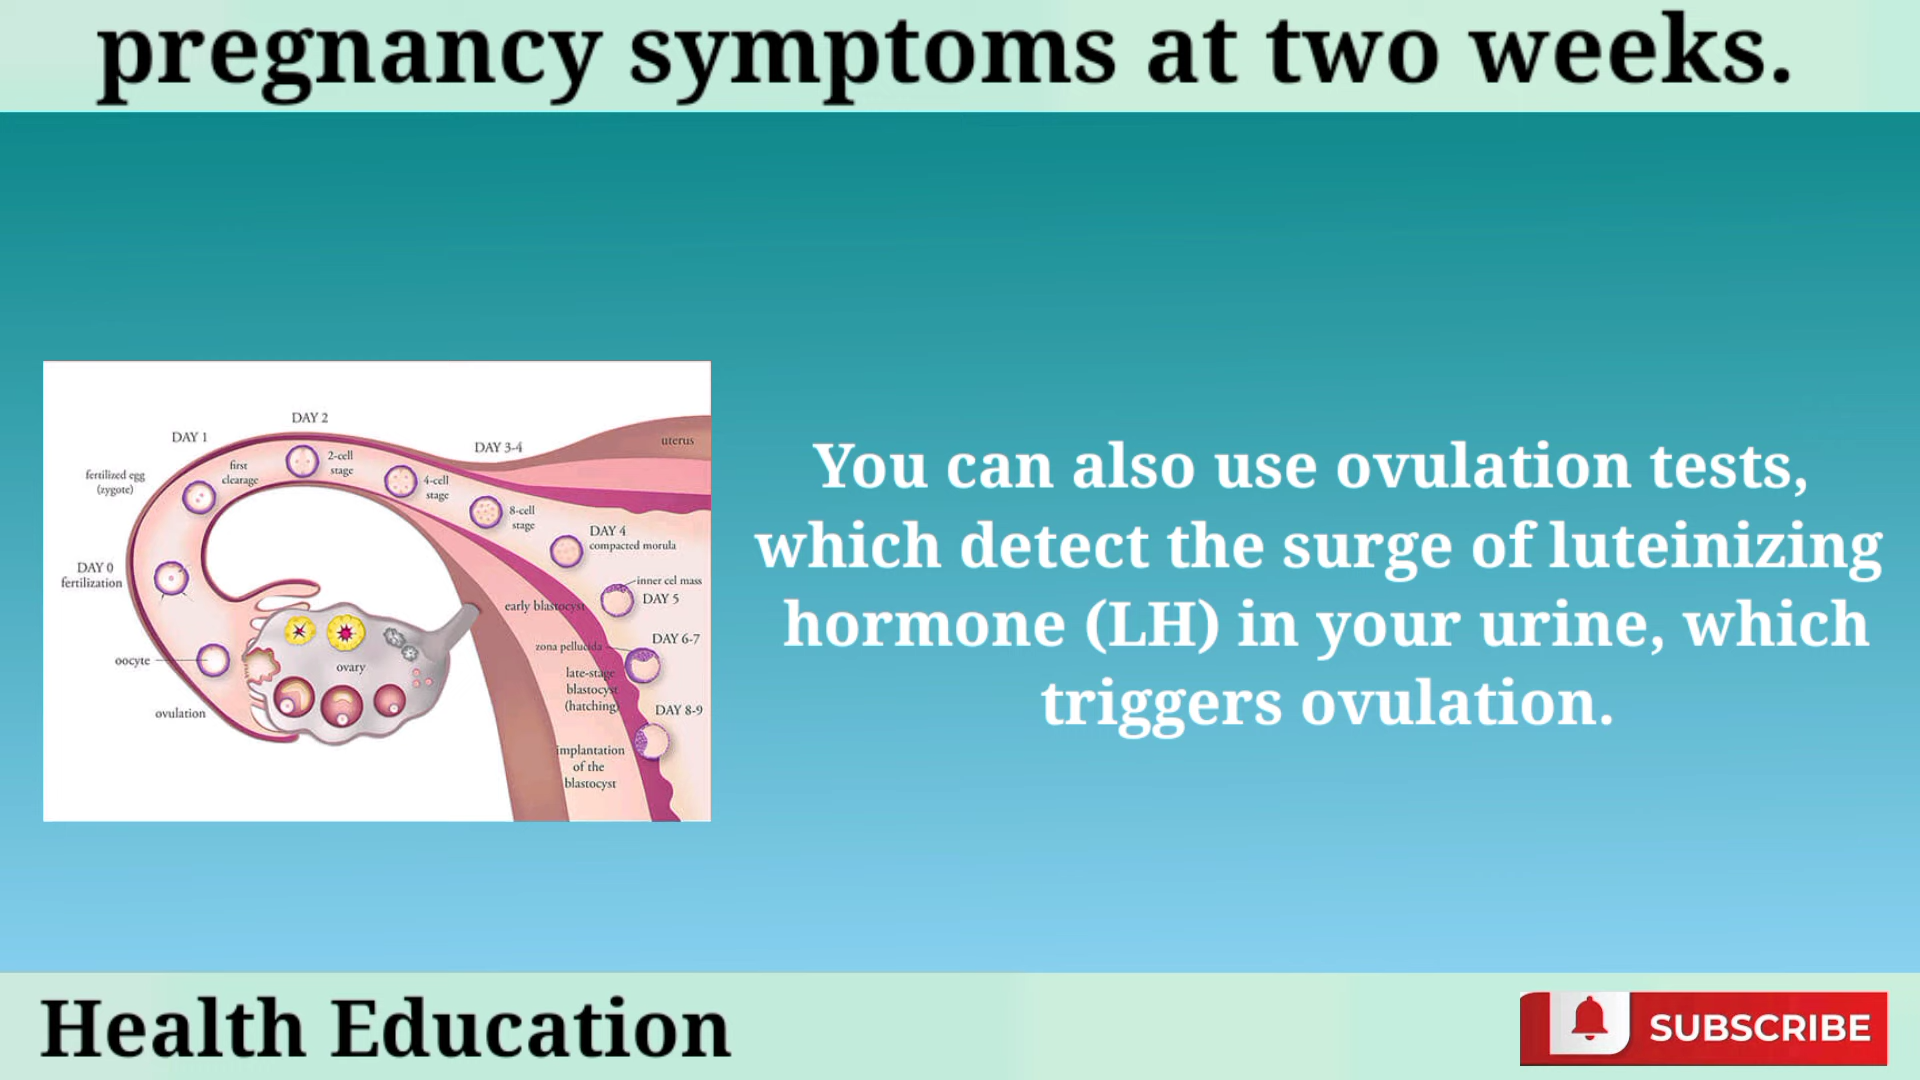 pregnancy symptoms at two weeks.
DAY 2
DAY 1
DAY 3-4
uterus
first
clearage
2-cell
stage
fertilized egg
(zygote)
4-cell
stage
8-cell
stage
DAY 4
compacted morula
DAY 0
fertilization
inner cel mass
early blastocyst
DAY 5
DAY 6-7
zona pellucida
oocyte
ovary
late-stage
blastocyst
(hatching)
ovulation
DAY 8-9
implantation
of the
blastocyst
You can also use ovulation tests,
which detect the surge of luteinizing
hormone (LH) in your urine, which
triggers ovulation.
Health Education
SUBSCRIBE